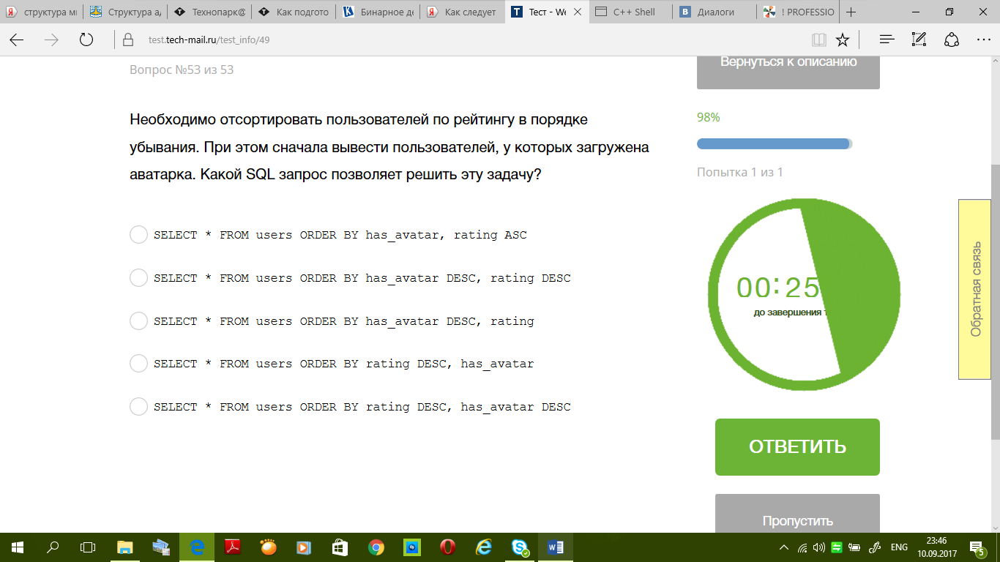 структура ми
Структура ад
Технопарк@
Как подгото
Бинарное де
Как следует
Тест - We
C++ Shell
Диалоги
! PROFESSIO
test.tech-mail.ru/test_info/49
Вопрос №53 из 53
Вернуться к описанию
Необходимо отсортировать пользователей по рейтингу в порядке
убывания. При этом сначала вывести пользователей, у которых загружена
аватарка. Какой SQL запрос позволяет решить эту задачу?
98%
Попытка 1 из 1
SELECT * FROM users ORDER BY has_avatar, rating ASC
SELECT * FROM users ORDER BY has_avatar DESC, rating DESC
SELECT * FROM users ORDER BY has_avatar DESC, rating
SELECT * FROM users ORDER BY rating DESC, has_avatar
SELECT * FROM users ORDER BY rating DESC, has_avatar DESC
00:25
до завершения т
Обратная связь
ОТВЕТИТЬ
Пропустить
ENG
23:46
10.09.2017
5